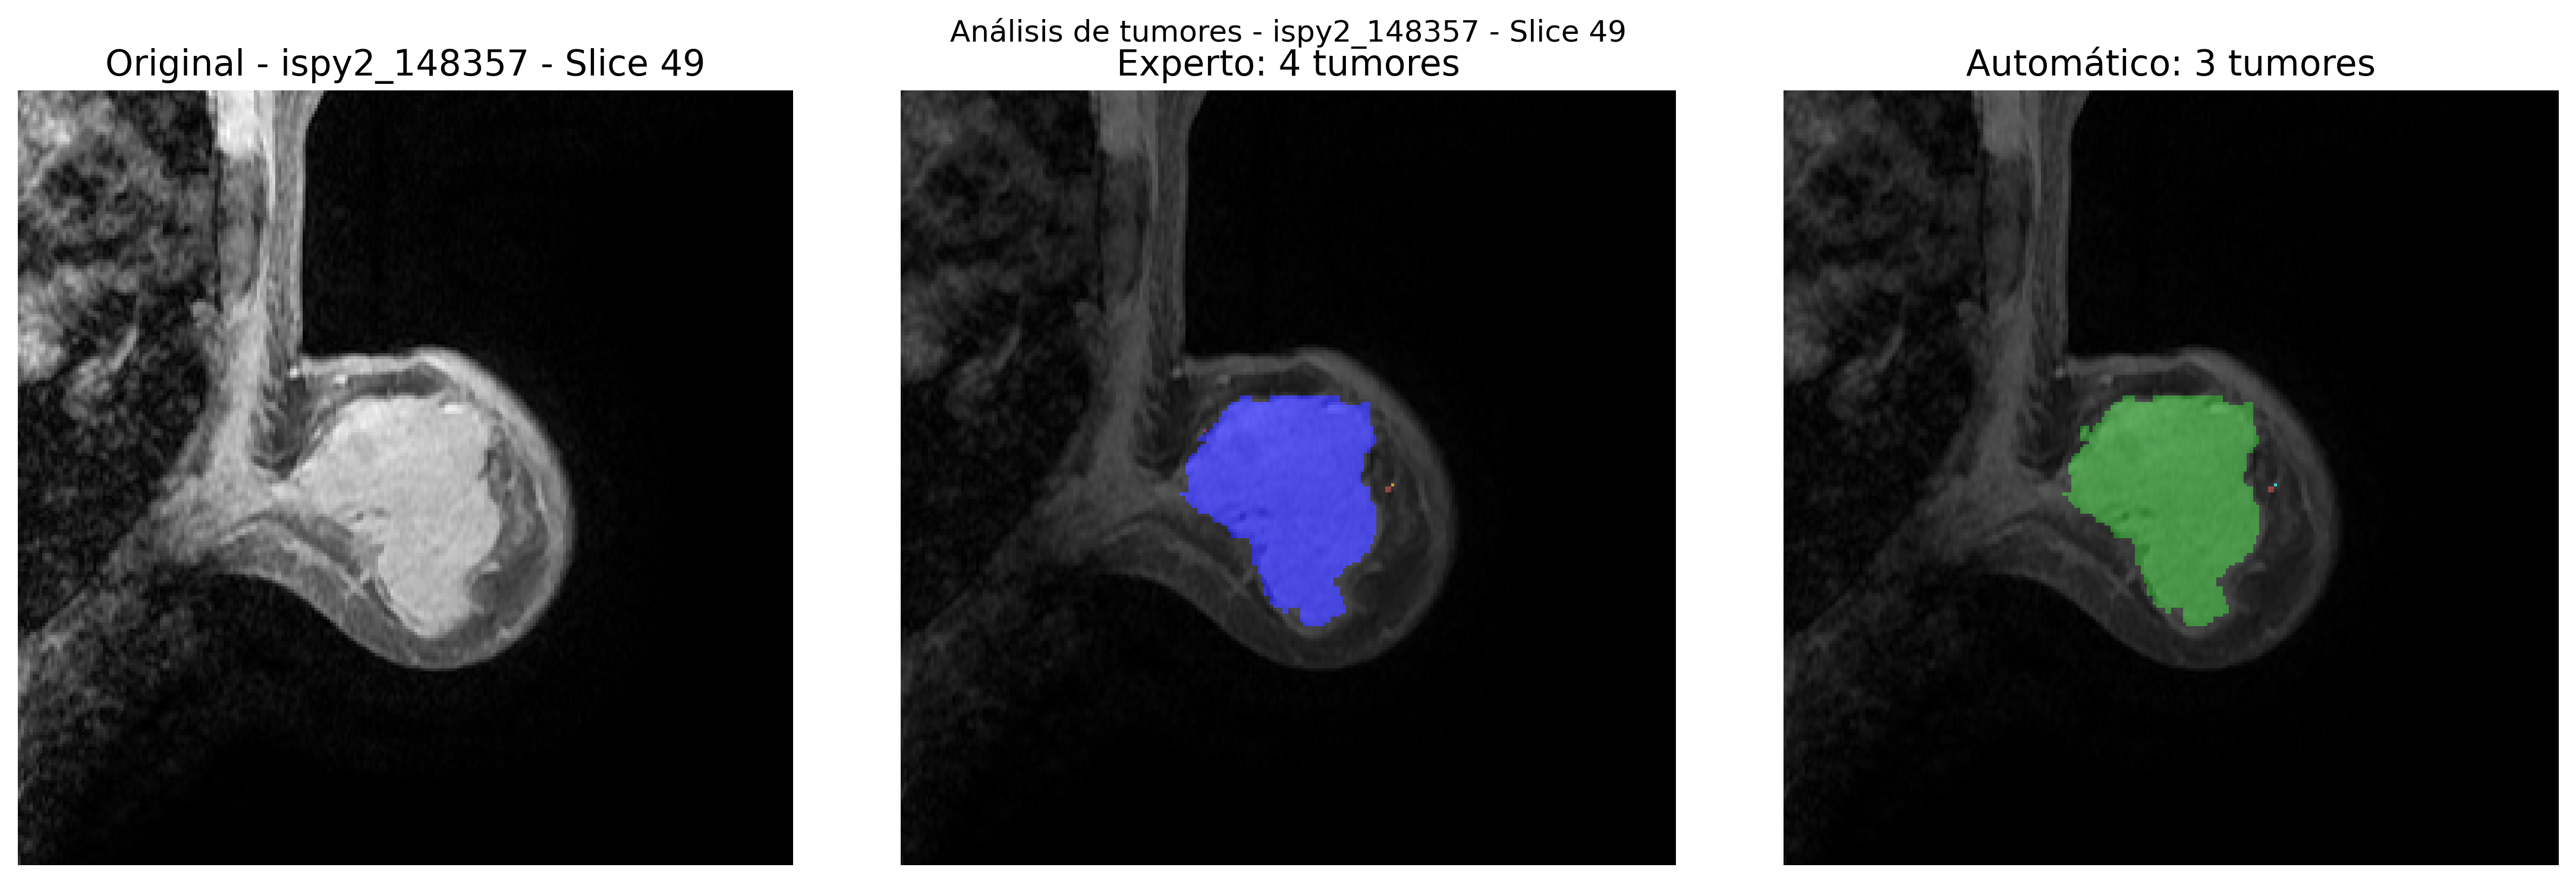 Análisis de tumores - ispy2_148357 - Slice 49
Original - ispy2_148357 - Slice 49
Experto: 4 tumores
Automático: 3 tumores